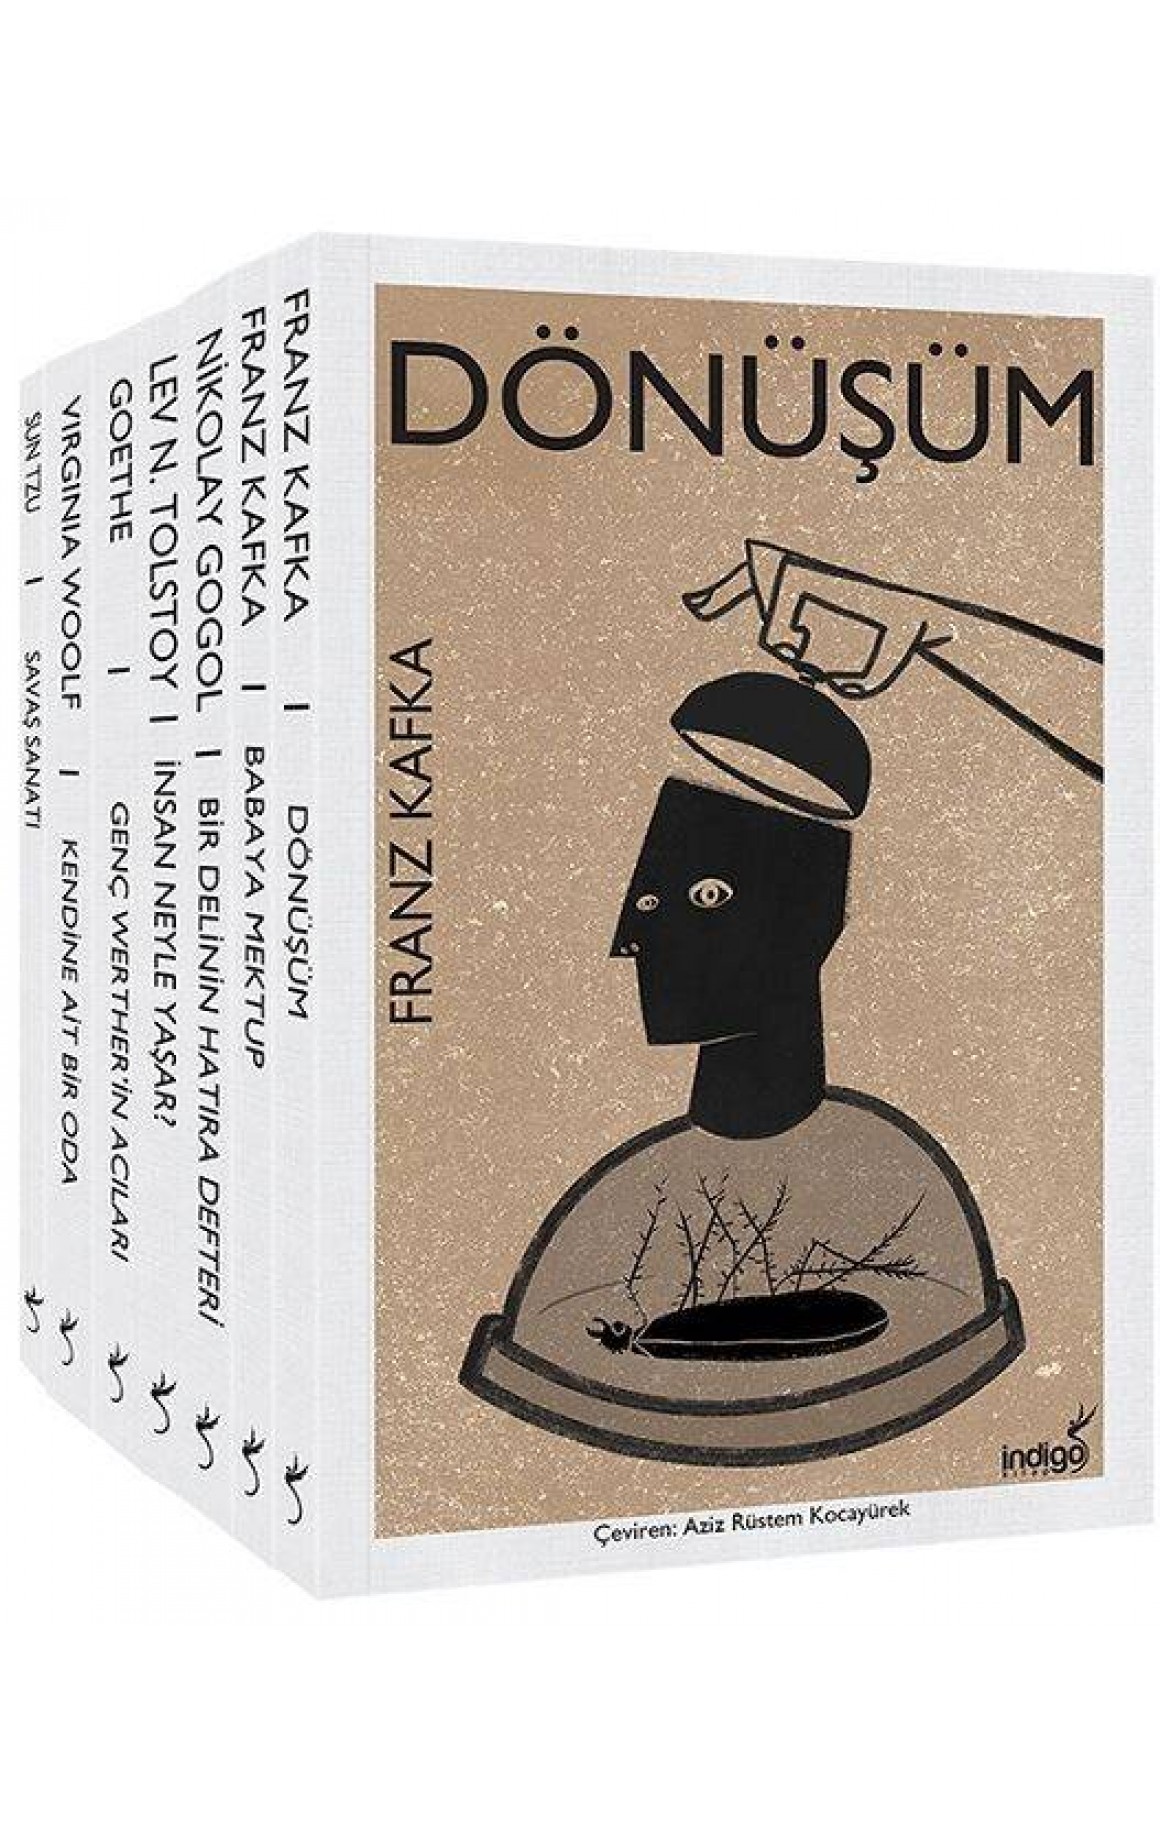 SUN TZU I SAVAŞ SANATI
VIRGINIA WOOLF I KENDİNE AİT BİR ODA
GOETHE I GENÇ WERTHER'İN ACILARI
LEV N. TOLSTOY I İNSAN NEYLE YAŞAR?
NİKOLAY GOGOL I BİR DELİNİN HATIRA DEFTERİ
FRANZ KAFKA I BABAYA MEKTUP
FRANZ KAFKA I DÖNÜŞÜM
DÖNÜŞÜM
FRANZ KAFKA
indigo
kitap
Çeviren: Aziz Rüstem Kocayürek